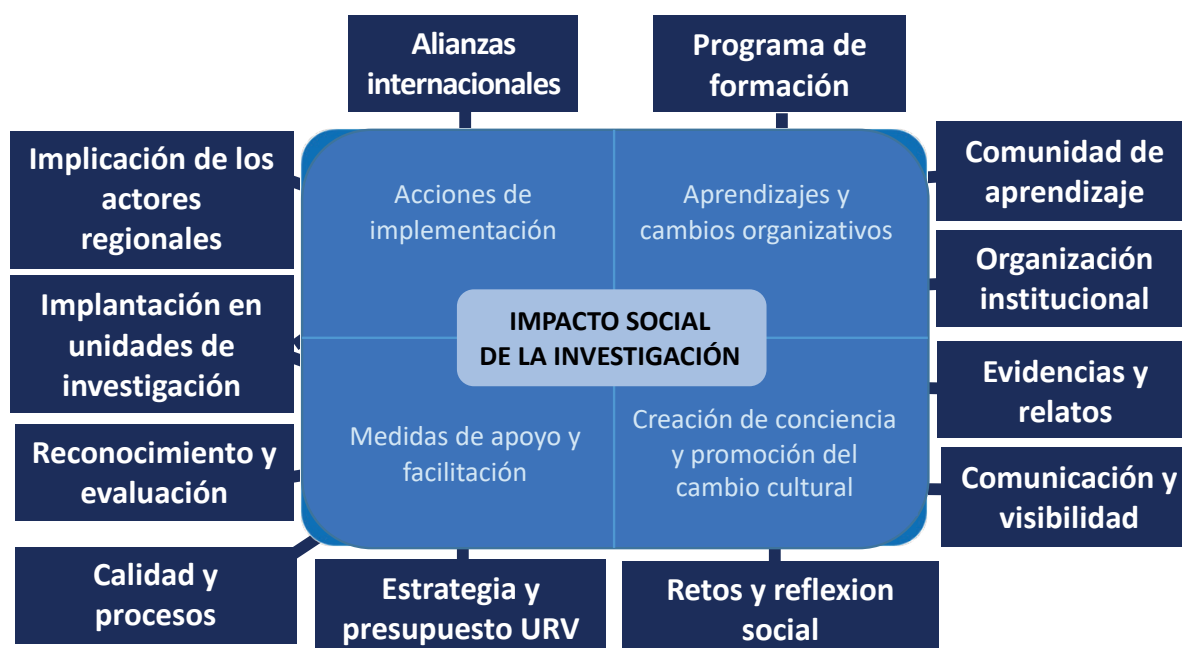 Alianzas
internacionales
Programa de
formación
Implicación de los
actores
regionales
Acciones de
implementación
Aprendizajes y
cambios organizativos
Comunidad de
aprendizaje
Organización
institucional
Implantación en
unidades de
investigación
IMPACTO SOCIAL
DE LA INVESTIGACIÓN
Evidencias y
relatos
Reconocimiento y
evaluación
Medidas de apoyo y
facilitación
Creación de conciencia
y promoción del
cambio cultural
Comunicación y
visibilidad
Calidad y
procesos
Estrategia y
presupuesto URV
Retos y reflexion
social